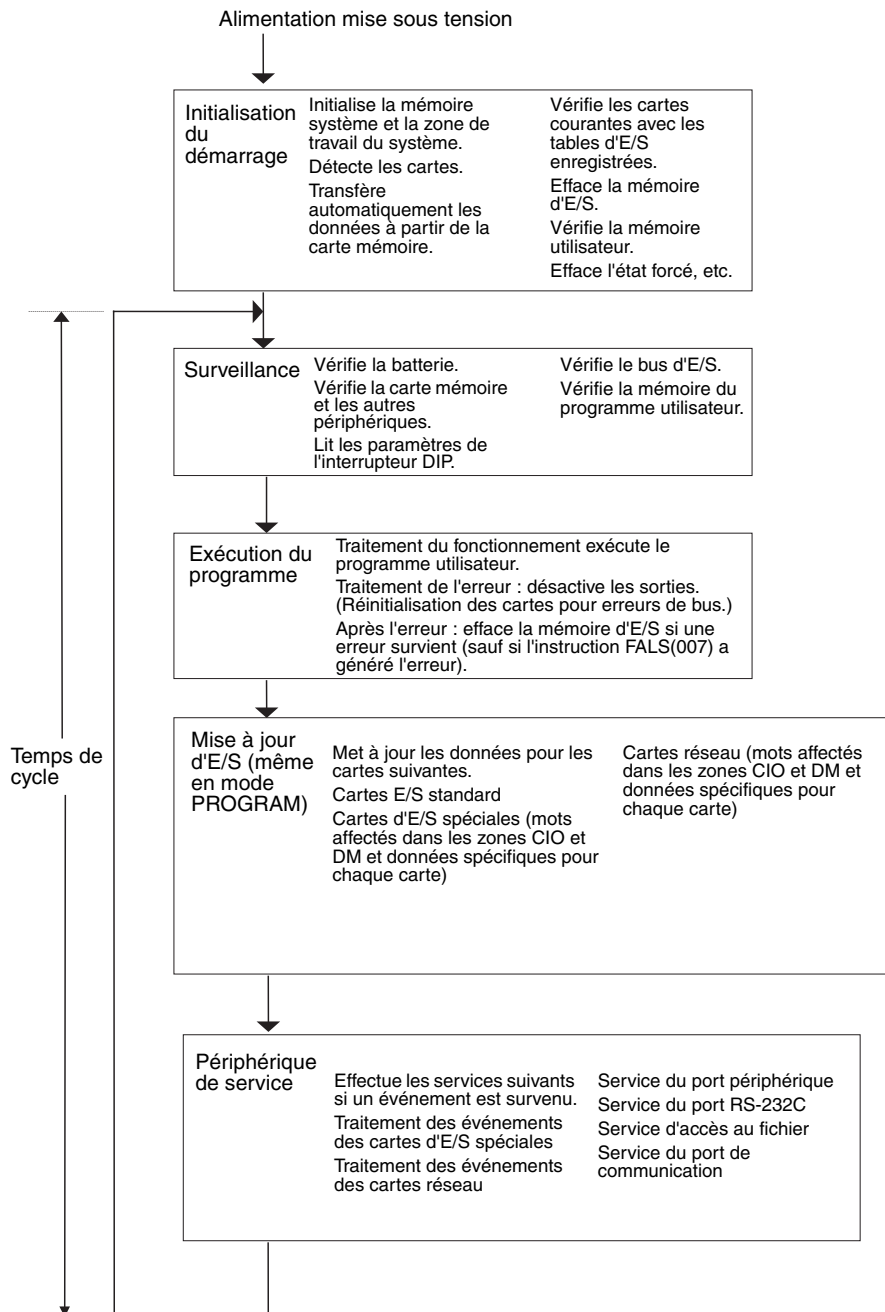 Alimentation mise sous tension
Initialisation
du
démarrage
Initialise la mémoire
système et la zone de
travail du système.
Détecte les cartes.
Transfère
automatiquement les
données à partir de la
carte mémoire.
Vérifie les cartes
courantes avec les
tables d'E/S
enregistrées.
Efface la mémoire
d'E/S.
Vérifie la mémoire
utilisateur.
Efface l'état forcé, etc.
Surveillance
Vérifie la batterie.
Vérifie la carte mémoire
et les autres
périphériques.
Lit les paramètres de
l'interrupteur DIP.
Vérifie le bus d'E/S.
Vérifie la mémoire du
programme utilisateur.
Exécution du
programme
Traitement du fonctionnement exécute le
programme utilisateur.
Traitement de l'erreur : désactive les sorties.
(Réinitialisation des cartes pour erreurs de bus.)
Après l'erreur : efface la mémoire d'E/S si une
erreur survient (sauf si l'instruction FALS(007) a
généré l'erreur).
Temps de
cycle
Mise à jour
d'E/S (même
en mode
PROGRAM)
Met à jour les données pour les
cartes suivantes.
Cartes E/S standard
Cartes d'E/S spéciales (mots
affectés dans les zones CIO et
DM et données spécifiques pour
chaque carte)
Cartes réseau (mots affectés
dans les zones CIO et DM et
données spécifiques pour
chaque carte)
Périphérique
de service
Effectue les services suivants
si un événement est survenu.
Traitement des événements
des cartes d'E/S spéciales
Traitement des événements
des cartes réseau
Service du port périphérique
Service du port RS-232C
Service d'accès au fichier
Service du port de
communication